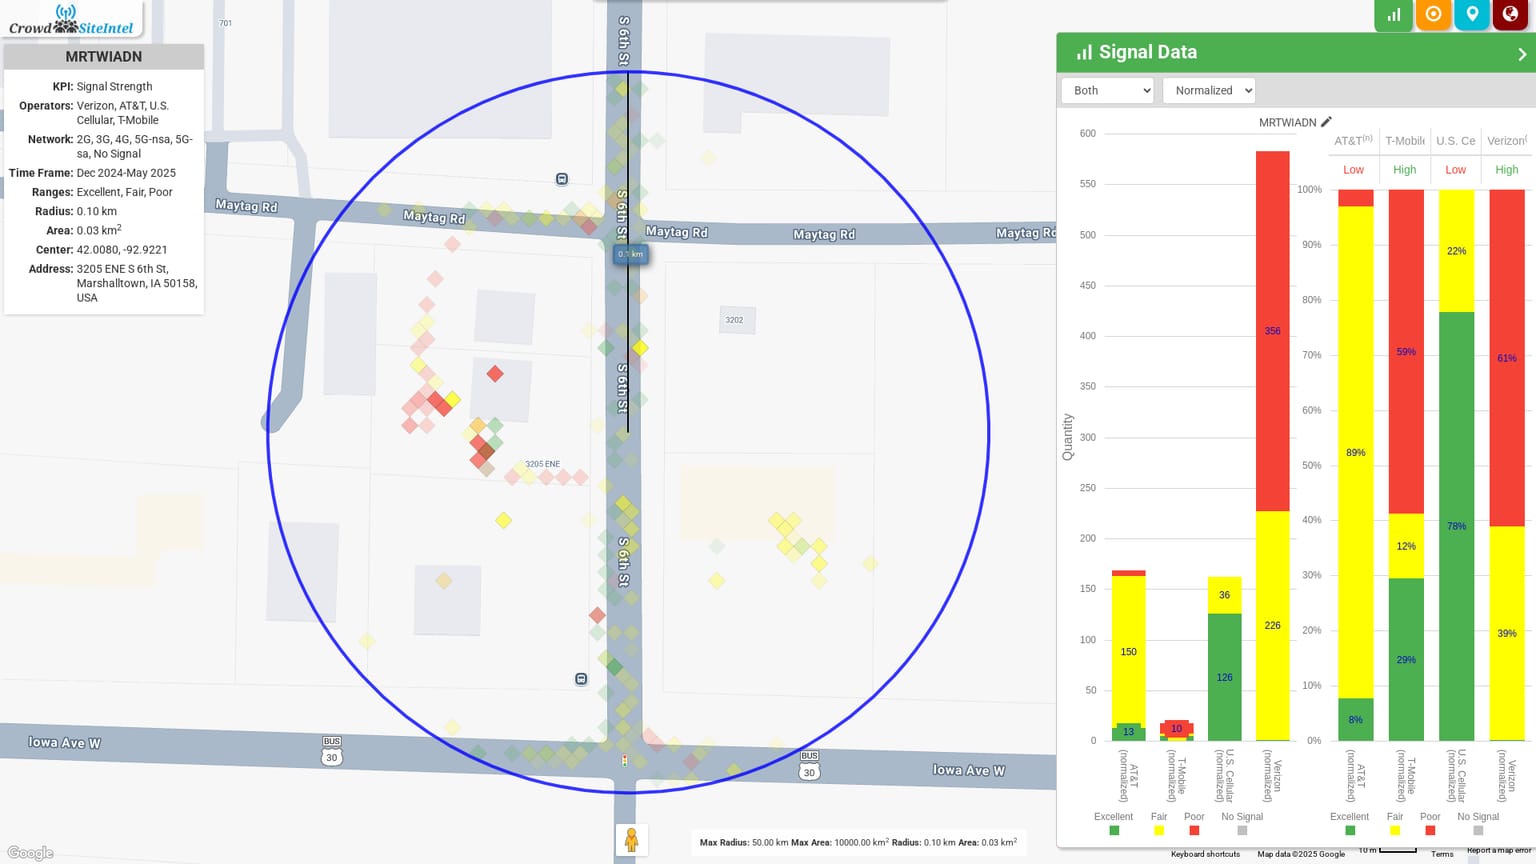 Crowd SiteIntel
MRTWIADN
KPI: Signal Strength
Operators: Verizon, AT&T, U.S.
Cellular, T-Mobile
Network: 2G, 3G, 4G, 5G-nsa, 5G-
sa, No Signal
Time Frame: Dec 2024-May 2025
Ranges: Excellent, Fair, Poor
Radius: 0.10 km
Area: 0.03 km²
Center: 42.0080, -92.9221
Address: 3205 ENE S 6th St,
Marshalltown, IA 50158,
USA
701
S 6th St
Maytag Rd
Maytag Rd
S 6th St
Maytag Rd
Maytag Rd
Maytag Rd
0.1 km
3202
S 6th St
3205 ENE
S 6th St
Iowa Ave W
BUS
30
BUS
30
Iowa Ave W
Google
Max Radius: 50.00 km Max Area: 10000.00 km² Radius: 0.10 km Area: 0.03 km²
Signal Data
Both
Normalized
MRTWIADN
Quantity
600
550
500
450
400
350
300
250
200
150
100
50
0
150
13
10
36
126
356
226
AT&T
(normalized)
T-Mobile
(normalized)
U.S. Cellular
(normalized)
Verizon
(normalized)
Excellent
Fair
Poor
No Signal
AT&T(n)
T-Mobile
U.S. Ce
Verizon(
Low
High
Low
High
100%
90%
80%
70%
60%
50%
40%
30%
20%
10%
0%
89%
8%
59%
12%
29%
22%
78%
61%
39%
AT&T
(normalized)
T-Mobile
(normalized)
U.S. Cellular
(normalized)
Verizon
(normalized)
Excellent
Fair
Poor
No Signal
Keyboard shortcuts
Map data ©2025 Google
10 m
Terms
Report a map error